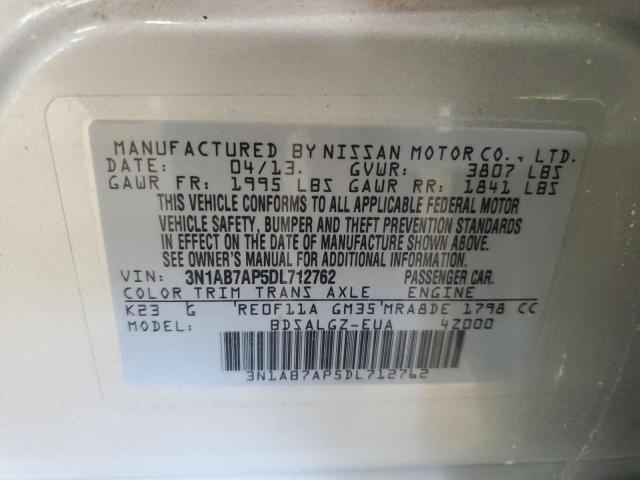 MANUFACTURED BY NISSAN MOTOR CO., LTD.
DATE: 04/13. GVWR: 3807 LBS
GAWR FR: 1995 LBS GAWR RR: 1841 LBS
THIS VEHICLE CONFORMS TO ALL APPLICABLE FEDERAL MOTOR
VEHICLE SAFETY, BUMPER AND THEFT PREVENTION STANDARDS
IN EFFECT ON THE DATE OF MANUFACTURE SHOWN ABOVE.
SEE OWNER'S MANUAL FOR ADDITIONAL INFORMATION.
VIN: 3N1AB7AP5DL712762 PASSENGER CAR.
COLOR TRIM TRANS AXLE ENGINE
K23 G RE0F11A GM35 MRA8DE 1798 CC
MODEL: BDSALGZ-EUA 4Z000
3N1AB7AP5DL712762